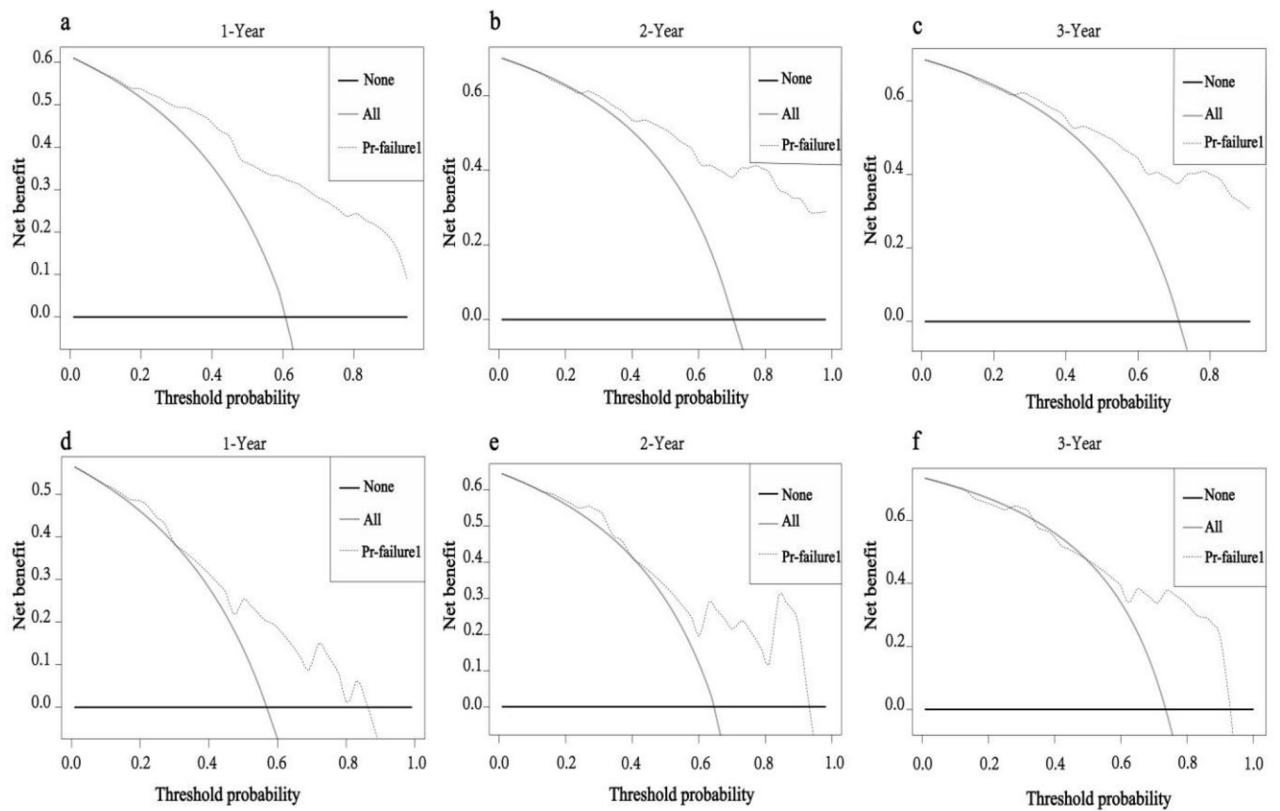 a
1-Year
0.6
0.5
0.4
0.3
0.2
0.1
0.0
Net benefit
None
All
Pr-failure1
0.0 0.2 0.4 0.6 0.8
Threshold probability
b
2-Year
0.6
0.4
0.2
0.0
Net benefit
None
All
Pr-failure1
0.0 0.2 0.4 0.6 0.8 1.0
Threshold probability
c
3-Year
0.6
0.4
0.2
0.0
Net benefit
None
All
Pr-failure1
0.0 0.2 0.4 0.6 0.8
Threshold probability
d
1-Year
0.5
0.4
0.3
0.2
0.1
0.0
Net benefit
None
All
Pr-failure1
0.0 0.2 0.4 0.6 0.8 1.0
Threshold probability
e
2-Year
0.6
0.5
0.4
0.3
0.2
0.1
0.0
Net benefit
None
All
Pr-failure1
0.0 0.2 0.4 0.6 0.8 1.0
Threshold probability
f
3-Year
0.6
0.4
0.2
0.0
Net benefit
None
All
Pr-failure1
0.0 0.2 0.4 0.6 0.8 1.0
Threshold probability